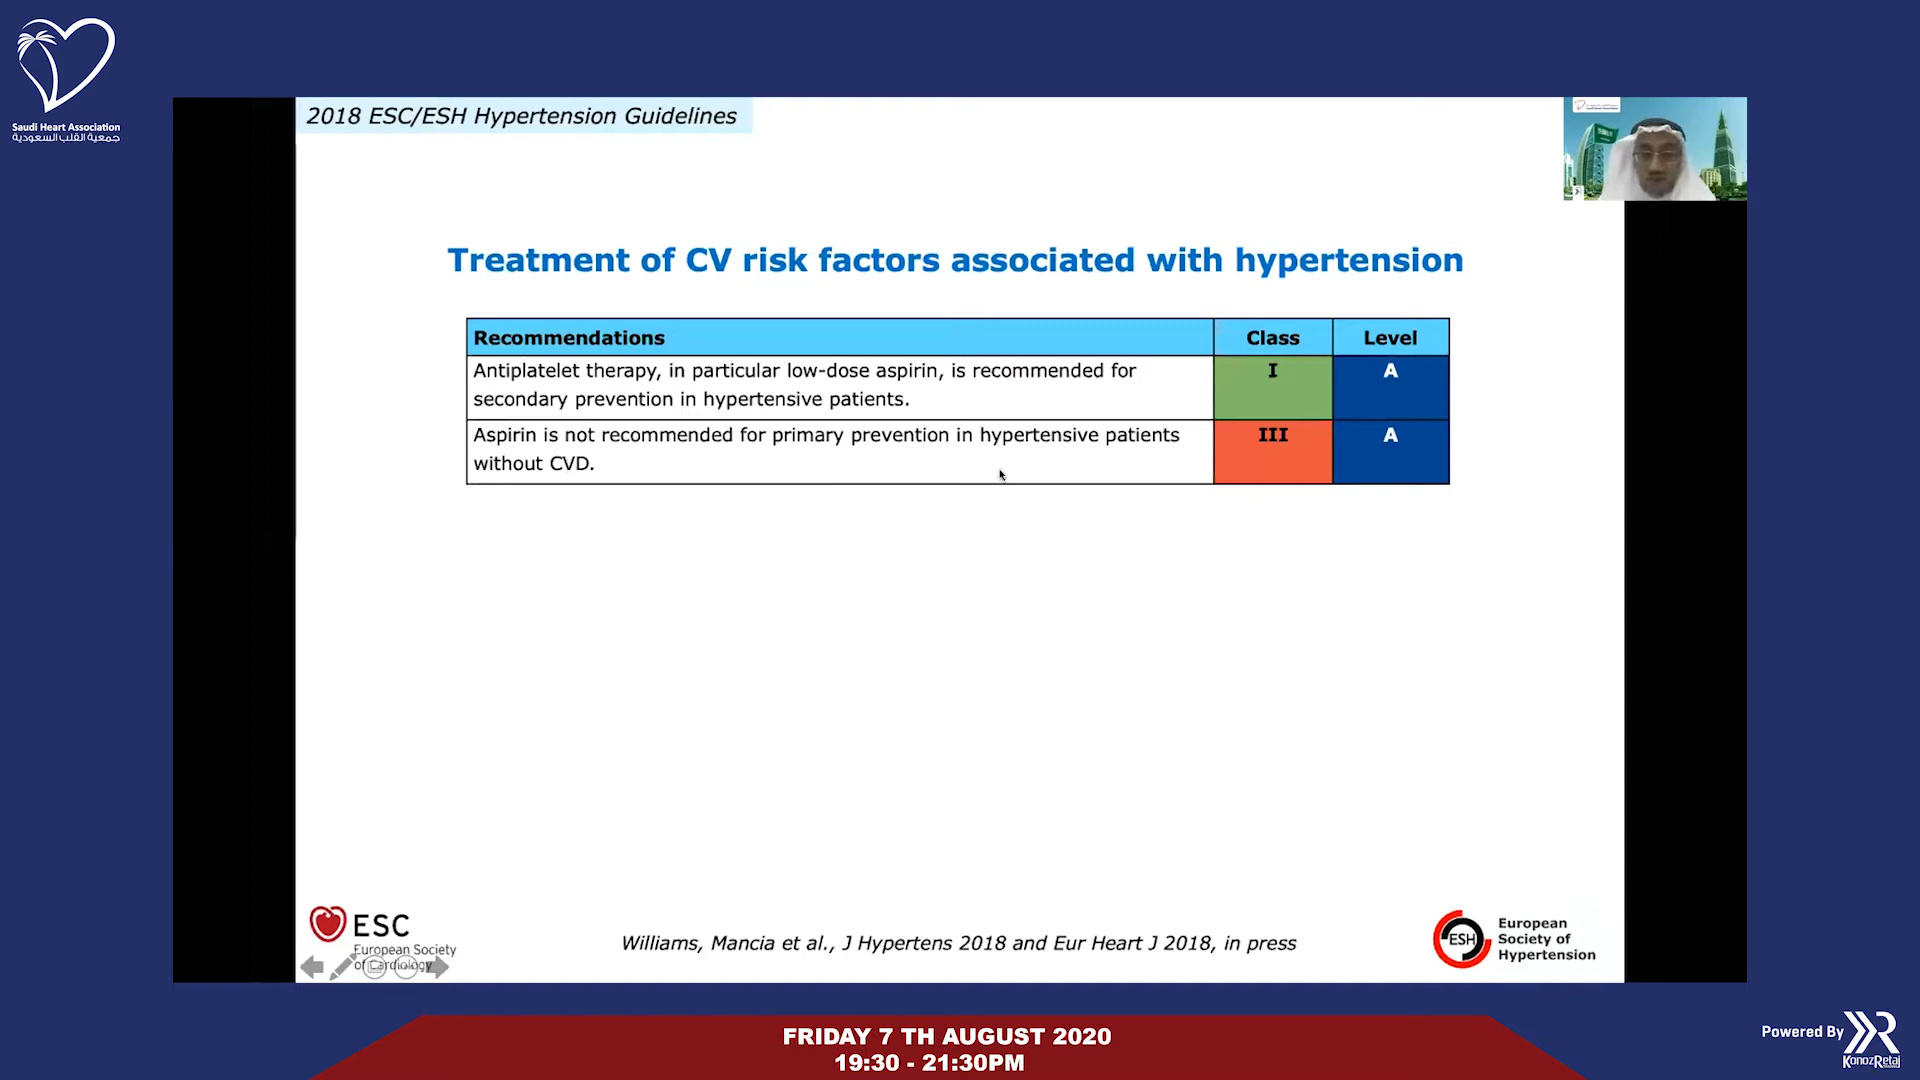 Saudi Heart Association
جمعية القلب السعودية
2018 ESC/ESH Hypertension Guidelines
Treatment of CV risk factors associated with hypertension
Recommendations Class Level
Antiplatelet therapy, in particular low-dose aspirin, is recommended for
secondary prevention in hypertensive patients. I A
Aspirin is not recommended for primary prevention in hypertensive patients
without CVD. III A
ESC
European Society
of Cardiology
Williams, Mancia et al., J Hypertens 2018 and Eur Heart J 2018, in press
ESH
European
Society of
Hypertension
FRIDAY 7 TH AUGUST 2020
19:30 - 21:30PM
Powered By
KonozRetaj